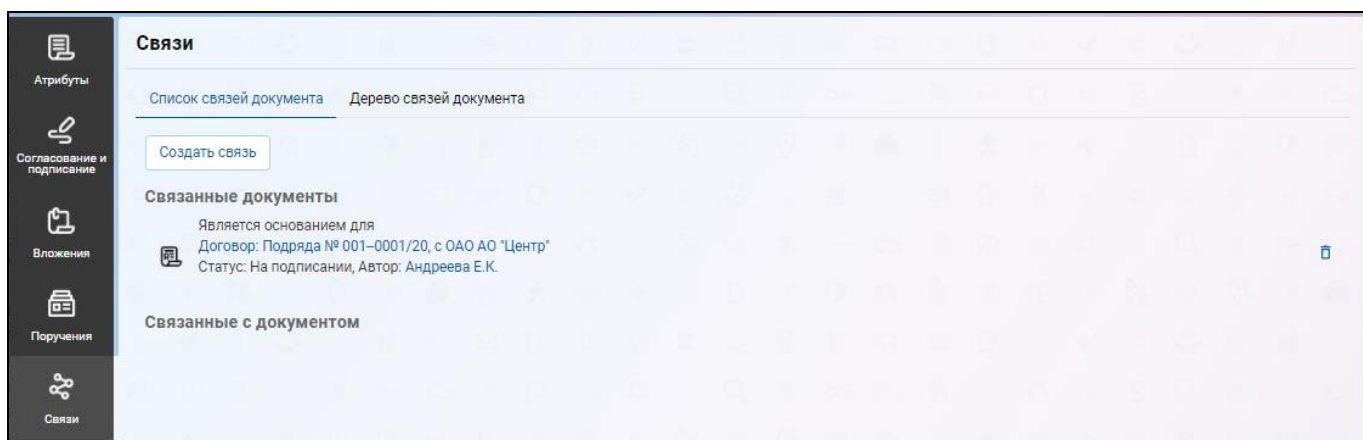 Атрибуты
Согласование и
подписание
Вложения
Поручения
Связи
Связи
Список связей документа Дерево связей документа
Создать связь
Связанные документы
Является основанием для
Договор: Подряда № 001–0001/20, с ОАО АО "Центр"
Статус: На подписании, Автор: Андреева Е.К.
Связанные с документом